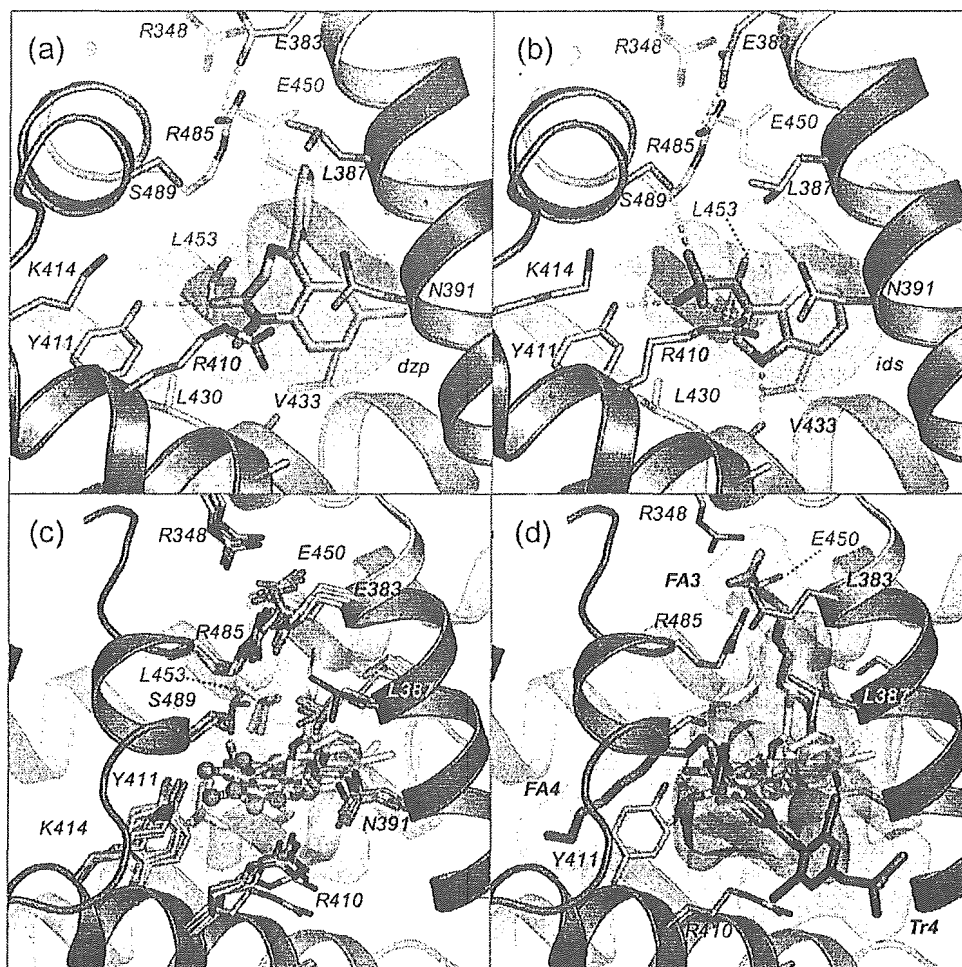 (a)
R348
E383
E450
R485
L387
S489
L453
K414
N391
Y411
R410
dzp
L430
V433
(b)
R348
E383
E450
R485
L387
S489
L453
K414
N391
Y411
R410
ids
L430
V433
(c)
R348
E450
E383
R485
L453
S489
L387
Y411
K414
N391
R410
(d)
R348
E450
FA3
L383
R485
L387
FA4
Y411
R410
Tr4